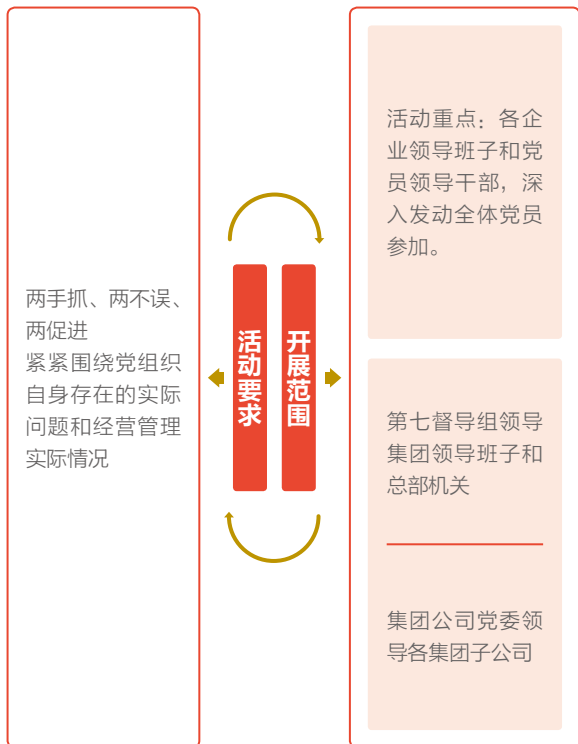 两手抓、两不误、
两促进
紧紧围绕党组织
自身存在的实际
问题和经营管理
实际情况
活动要求
开展范围
活动重点：各企
业领导班子和党
员领导干部，深
入发动全体党员
参加。
第七督导组领导
集团领导班子和
总部机关
集团公司党委领
导各集团子公司